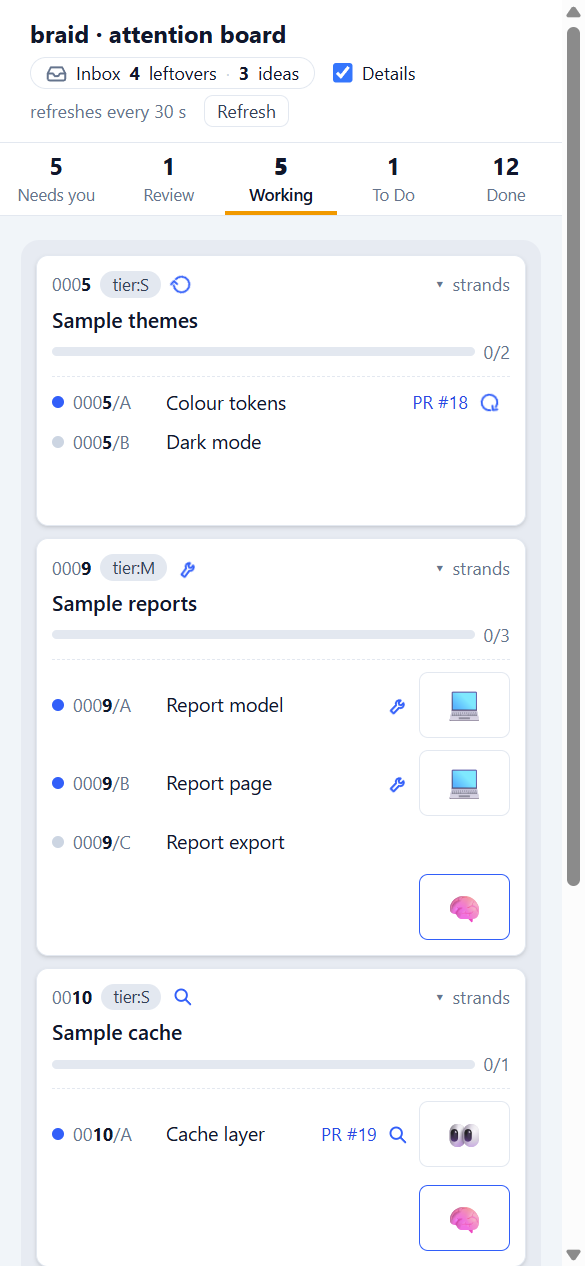 braid · attention board
Inbox 4 leftovers · 3 ideas Details
refreshes every 30 s Refresh
5 1 5 1 12
Needs you Review Working To Do Done
0005 tier:S ▾ strands
Sample themes
0/2
0005/A Colour tokens PR #18
0005/B Dark mode
0009 tier:M ▾ strands
Sample reports
0/3
0009/A Report model
0009/B Report page
0009/C Report export
0010 tier:S ▾ strands
Sample cache
0/1
0010/A Cache layer PR #19